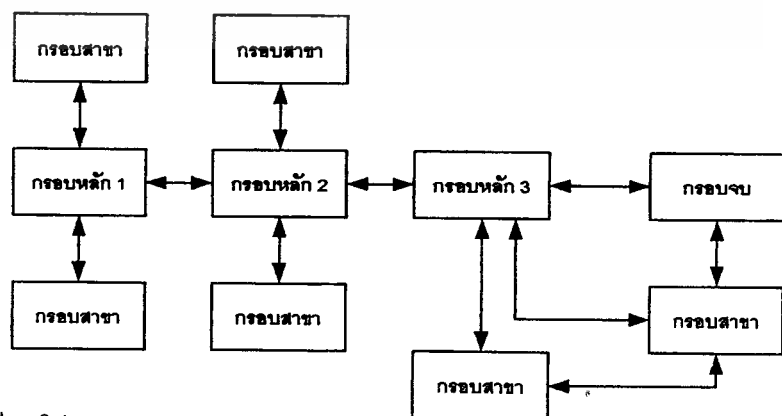 กรอบสาขา
กรอบสาขา
กรอบหลัก 1
กรอบหลัก 2
กรอบหลัก 3
กรอบจบ
กรอบสาขา
กรอบสาขา
กรอบสาขา
กรอบสาขา